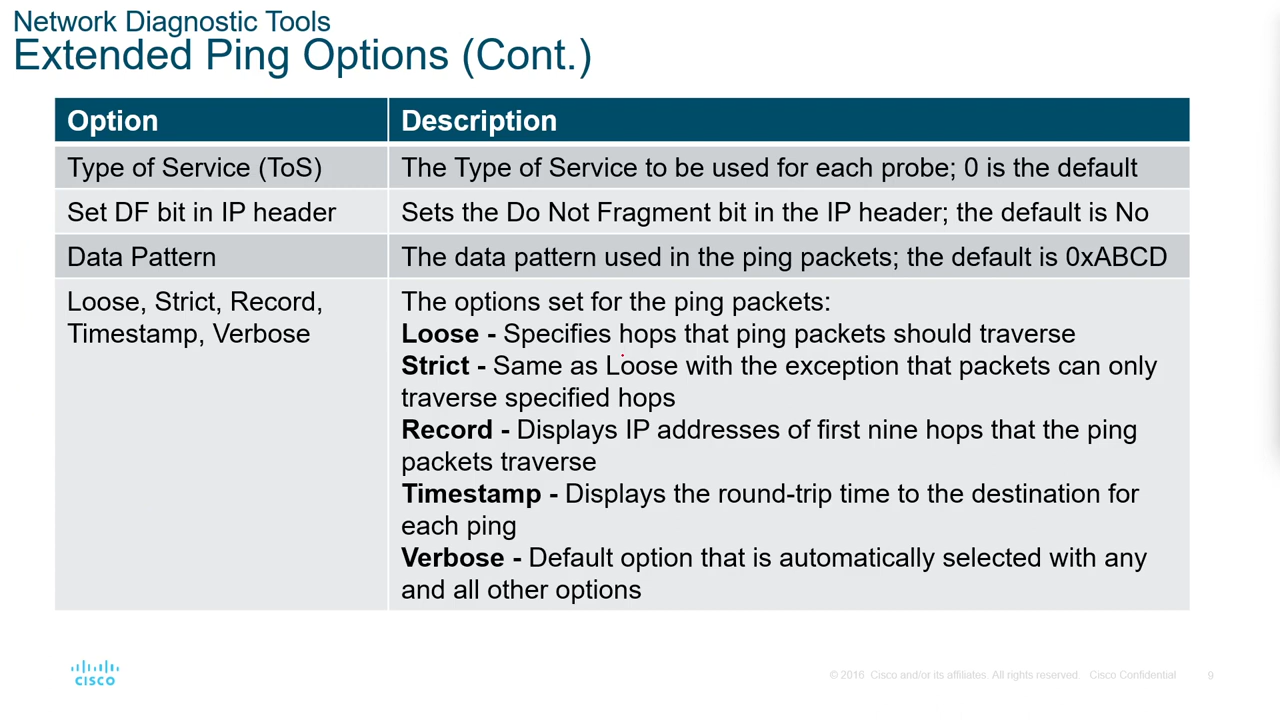 Network Diagnostic Tools
Extended Ping Options (Cont.)
Option Description
Type of Service (ToS) The Type of Service to be used for each probe; 0 is the default
Set DF bit in IP header Sets the Do Not Fragment bit in the IP header; the default is No
Data Pattern The data pattern used in the ping packets; the default is 0xABCD
Loose, Strict, Record,
Timestamp, Verbose
The options set for the ping packets:
Loose - Specifies hops that ping packets should traverse
Strict - Same as Loose with the exception that packets can only
traverse specified hops
Record - Displays IP addresses of first nine hops that the ping
packets traverse
Timestamp - Displays the round-trip time to the destination for
each ping
Verbose - Default option that is automatically selected with any
and all other options
CISCO
© 2016 Cisco and/or its affiliates. All rights reserved. Cisco Confidential 9